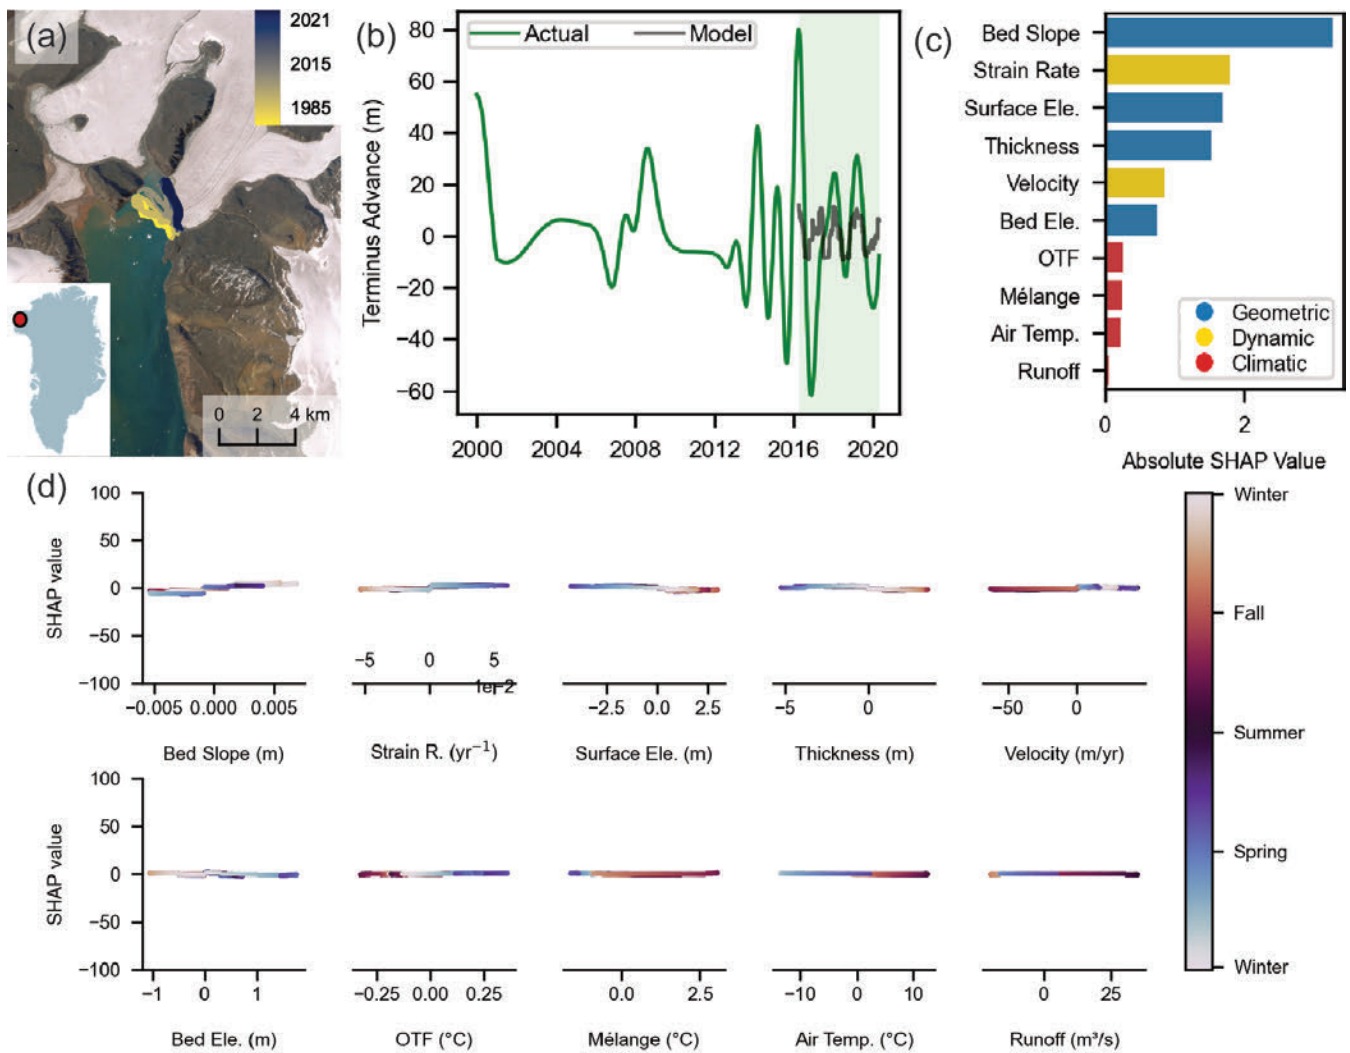 (a)
2021
2015
1985
0 2 4 km
(b)
Actual Model
Terminus Advance (m)
80
60
40
20
0
−20
−40
−60
2000 2004 2008 2012 2016 2020
(c)
Bed Slope
Strain Rate
Surface Ele.
Thickness
Velocity
Bed Ele.
OTF
Mélange
Air Temp.
Runoff
Geometric
Dynamic
Climatic
0 2
Absolute SHAP Value
(d)
SHAP value
100
50
0
−50
−100
−0.005 0.000 0.005
Bed Slope (m)
−5 0 5
1e−2
Strain R. (yr⁻¹)
−2.5 0.0 2.5
Surface Ele. (m)
−5 0
Thickness (m)
−50 0
Velocity (m/yr)
SHAP value
100
50
0
−50
−100
−1 0 1
Bed Ele. (m)
−0.25 0.00 0.25
OTF (°C)
0.0 2.5
Mélange (°C)
−10 0 10
Air Temp. (°C)
0 25
Runoff (m³/s)
Winter
Fall
Summer
Spring
Winter